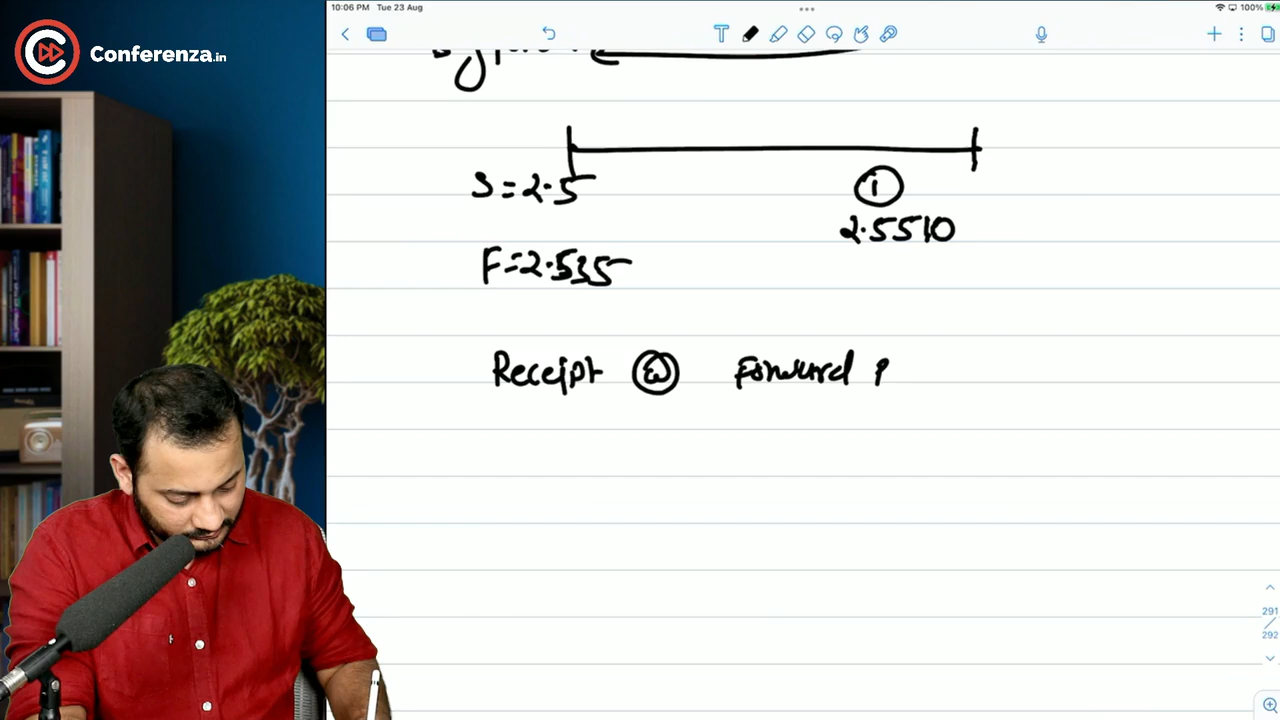 10:06 PM Tue 23 Aug
100%
Conferenza.in
S = 2.5
1
2.5510
F = 2.535
Receipt @ Forward P
291
292